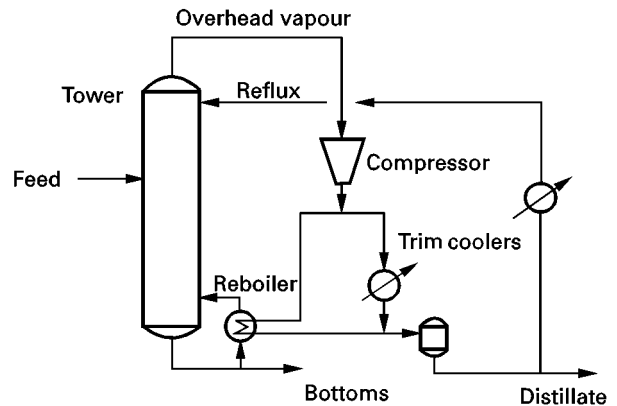 Overhead vapour
Tower
Reflux
Compressor
Feed
Trim coolers
Reboiler
Bottoms
Distillate